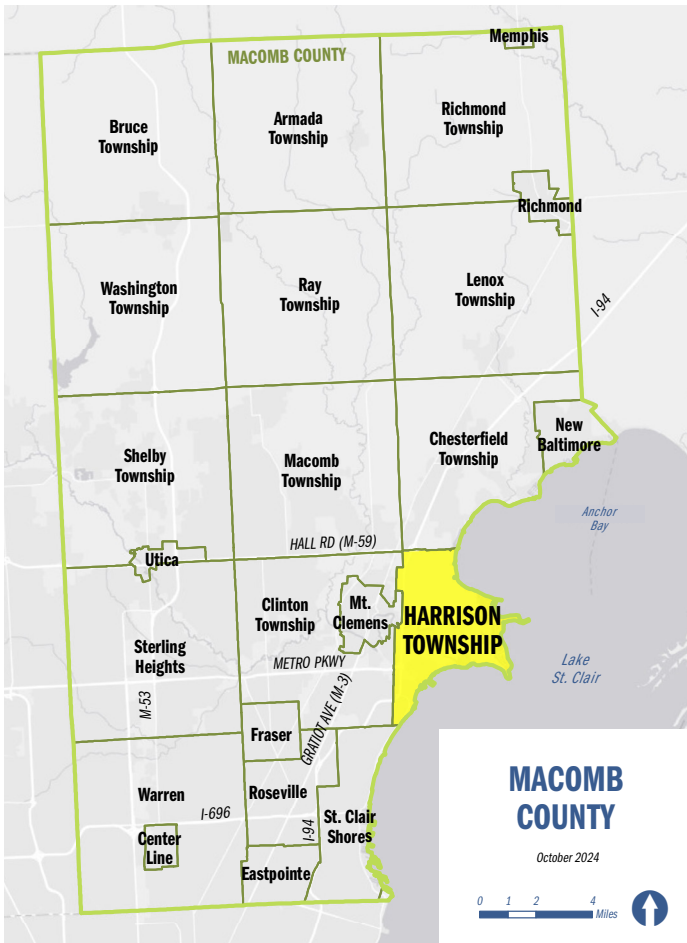 Memphis
MACOMB COUNTY
Bruce
Township
Armada
Township
Richmond
Township
Richmond
Washington
Township
Ray
Township
Lenox
Township
I-94
Shelby
Township
Macomb
Township
Chesterfield
Township
New
Baltimore
Anchor
Bay
HALL RD (M-59)
Utica
Clinton
Township
Mt.
Clemens
HARRISON
TOWNSHIP
Sterling
Heights
METRO PKWY
Lake
St. Clair
M-53
GRATIOT AVE (M-3)
Fraser
Warren
Roseville
I-696
St. Clair
Shores
I-94
Center
Line
Eastpointe
MACOMB
COUNTY
October 2024
0 1 2 4
Miles